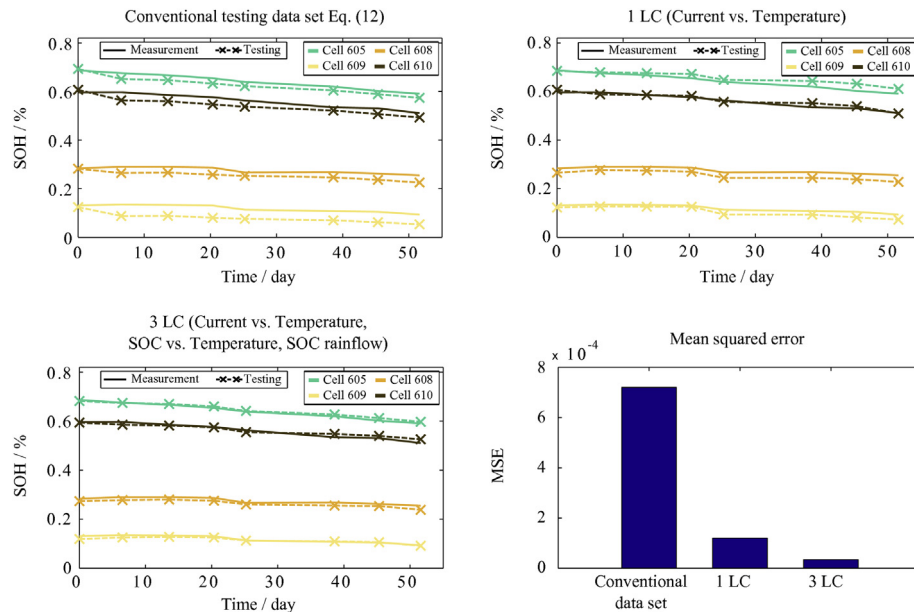 Conventional testing data set Eq. (12)
0.8
0.6
0.4
0.2
0
SOH / %
Measurement
Testing
Cell 605
Cell 608
Cell 609
Cell 610
0 10 20 30 40 50
Time / day
1 LC (Current vs. Temperature)
0.8
0.6
0.4
0.2
0
SOH / %
Measurement
Testing
Cell 605
Cell 608
Cell 609
Cell 610
0 10 20 30 40 50
Time / day
3 LC (Current vs. Temperature,
SOC vs. Temperature, SOC rainflow)
0.8
0.6
0.4
0.2
0
SOH / %
Measurement
Testing
Cell 605
Cell 608
Cell 609
Cell 610
0 10 20 30 40 50
Time / day
Mean squared error
x 10⁻⁴
8
6
4
2
0
MSE
Conventional
data set
1 LC
3 LC